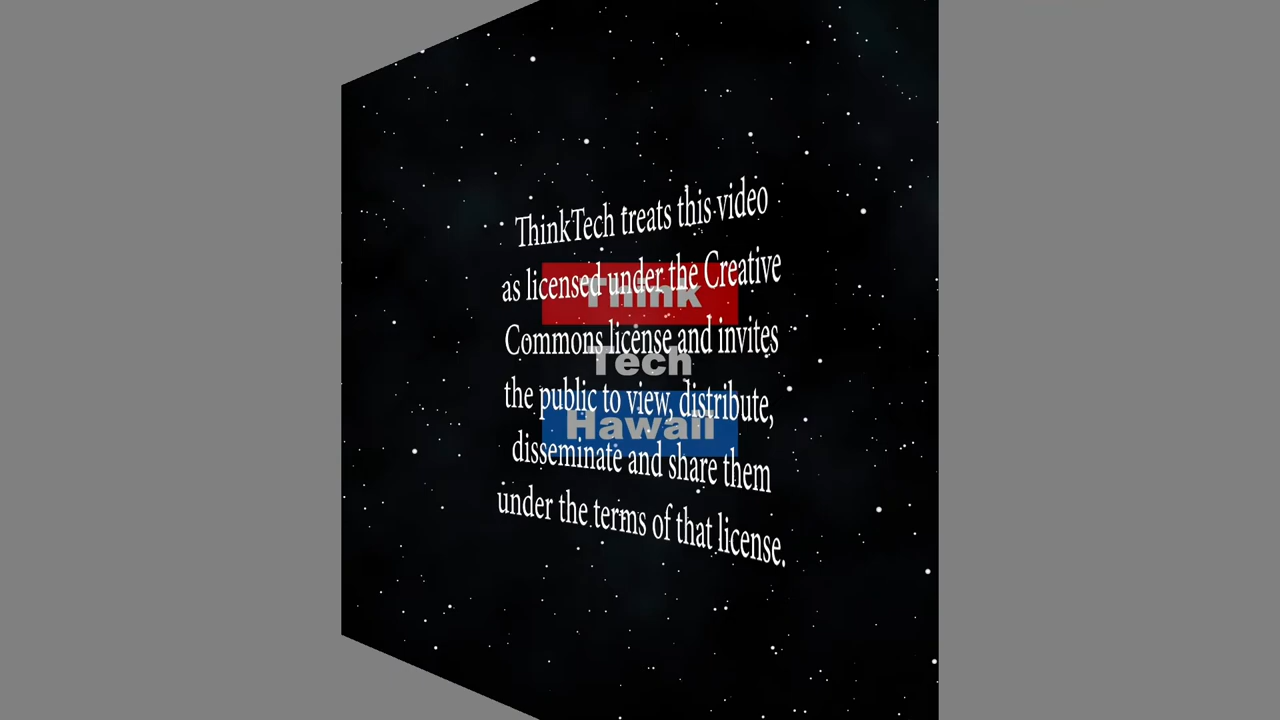 ThinkTech treats this video
as licensed under the Creative
Commons license and invites
the public to view, distribute,
disseminate and share them
under the terms of that license.
Think
Tech
Hawaii